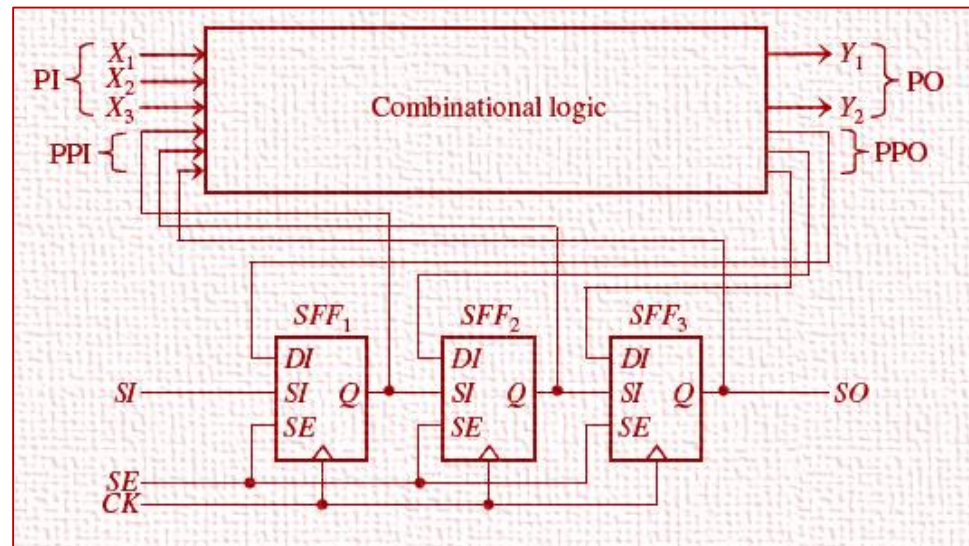 PI
X1
X2
X3
PPI
Combinational logic
Y1
Y2
PO
PPO
SFF1
SFF2
SFF3
DI
DI
DI
SI
SI
Q
SI
Q
SI
Q
SO
SE
SE
SE
SE
CK